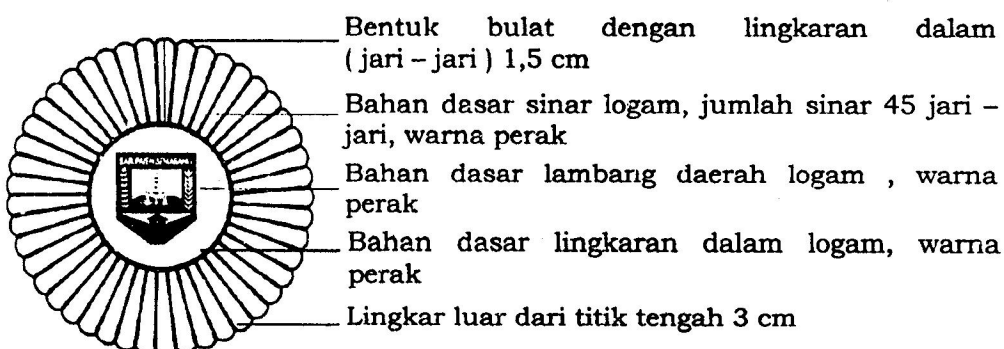 Bentuk bulat dengan lingkaran dalam
( jari – jari ) 1,5 cm
Bahan dasar sinar logam, jumlah sinar 45 jari –
jari, warna perak
Bahan dasar lambang daerah logam , warna
perak
Bahan dasar lingkaran dalam logam, warna
perak
Lingkar luar dari titik tengah 3 cm